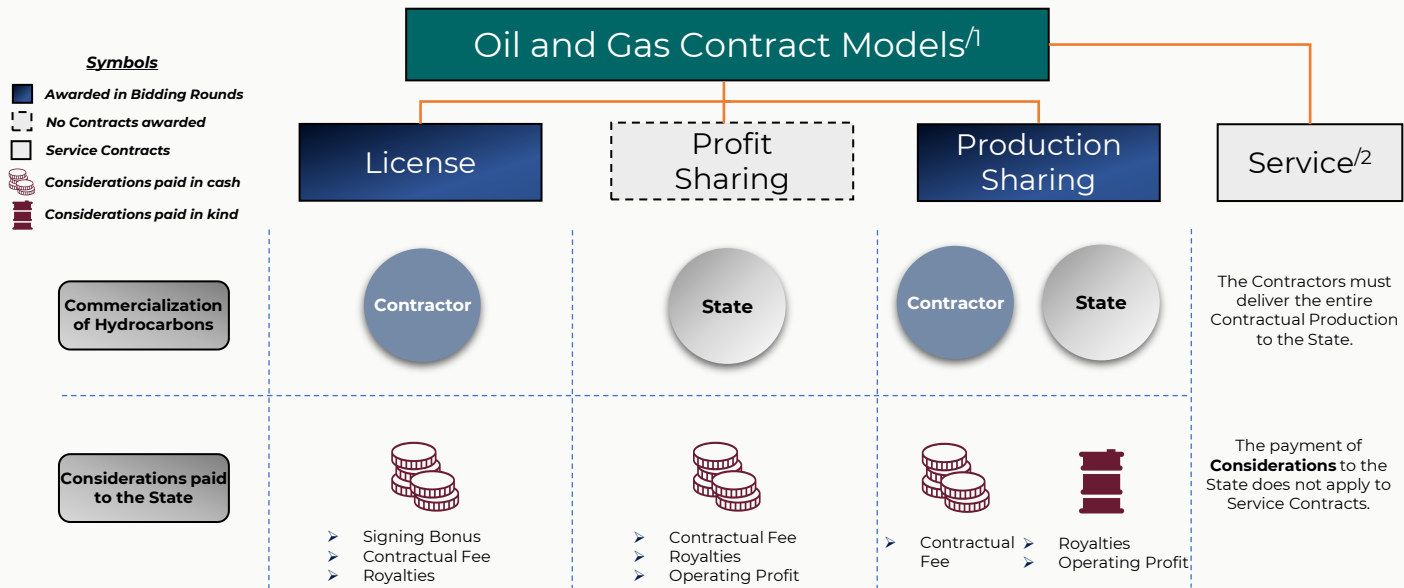 Oil and Gas Contract Models/1
Symbols
Awarded in Bidding Rounds
No Contracts awarded
Service Contracts
Considerations paid in cash
Considerations paid in kind
License
Profit
Sharing
Production
Sharing
Service/2
Commercialization
of Hydrocarbons
Contractor
State
Contractor
State
The Contractors must
deliver the entire
Contractual Production
to the State.
Considerations paid
to the State
Signing Bonus
Contractual Fee
Royalties
Contractual Fee
Royalties
Operating Profit
Contractual
Fee
Royalties
Operating Profit
The payment of
Considerations to the
State does not apply to
Service Contracts.